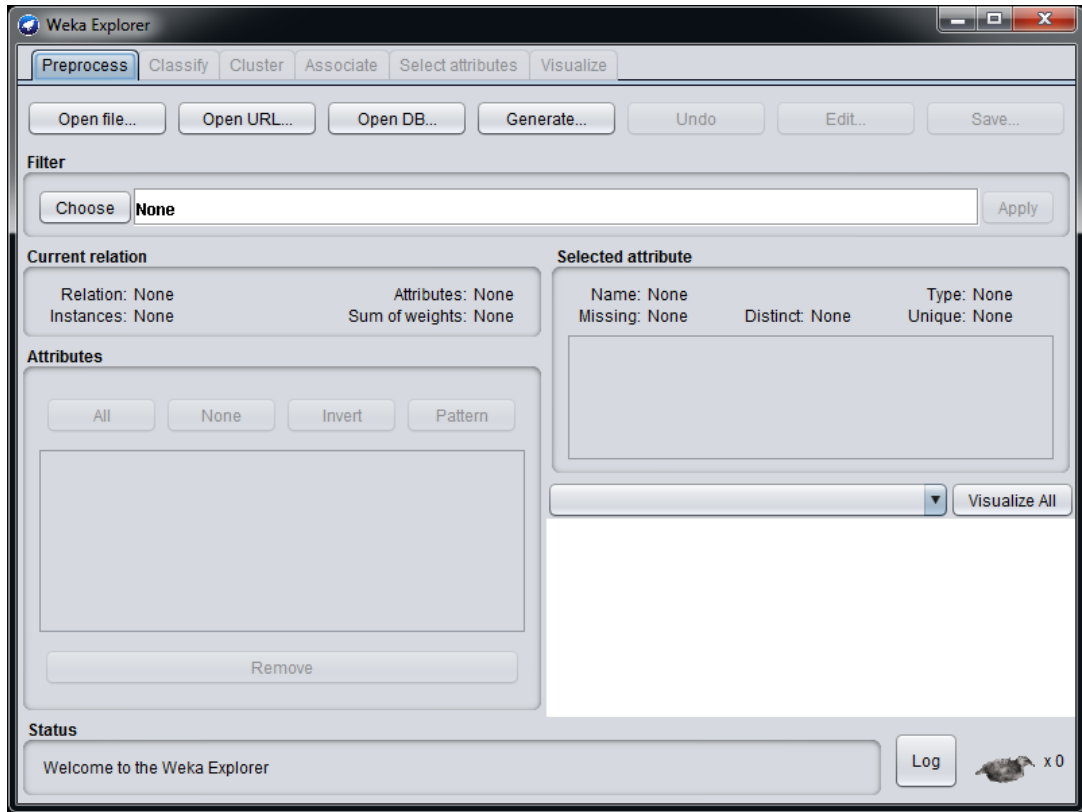 Weka Explorer
Preprocess Classify Cluster Associate Select attributes Visualize
Open file... Open URL... Open DB... Generate... Undo Edit... Save...
Filter
Choose None Apply
Current relation
Relation: None Attributes: None
Instances: None Sum of weights: None
Selected attribute
Name: None Type: None
Missing: None Distinct: None Unique: None
Attributes
All None Invert Pattern
Remove
Visualize All
Status
Welcome to the Weka Explorer
Log x 0